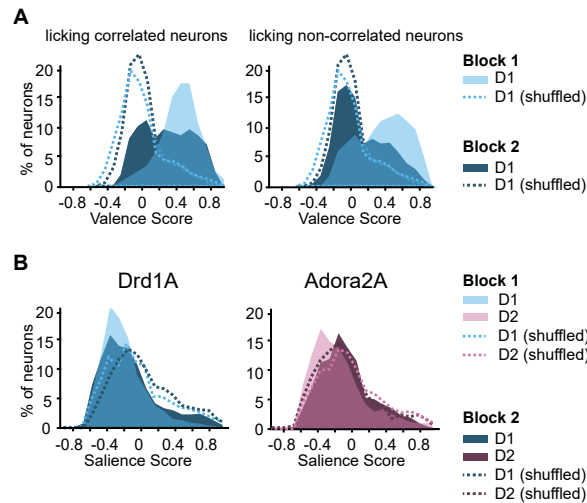 A
licking correlated neurons
licking non-correlated neurons
% of neurons
20
15
10
5
0
-0.8 -0.4 0 0.4 0.8
Valence Score
20
15
10
5
0
-0.8 -0.4 0 0.4 0.8
Valence Score
Block 1
D1
D1 (shuffled)
Block 2
D1
D1 (shuffled)
B
Drd1A
Adora2A
% of neurons
20
15
10
5
0
-0.8 -0.4 0 0.4 0.8
Salience Score
20
15
10
5
0
-0.8 -0.4 0 0.4 0.8
Salience Score
Block 1
D1
D2
D1 (shuffled)
D2 (shuffled)
Block 2
D1
D2
D1 (shuffled)
D2 (shuffled)